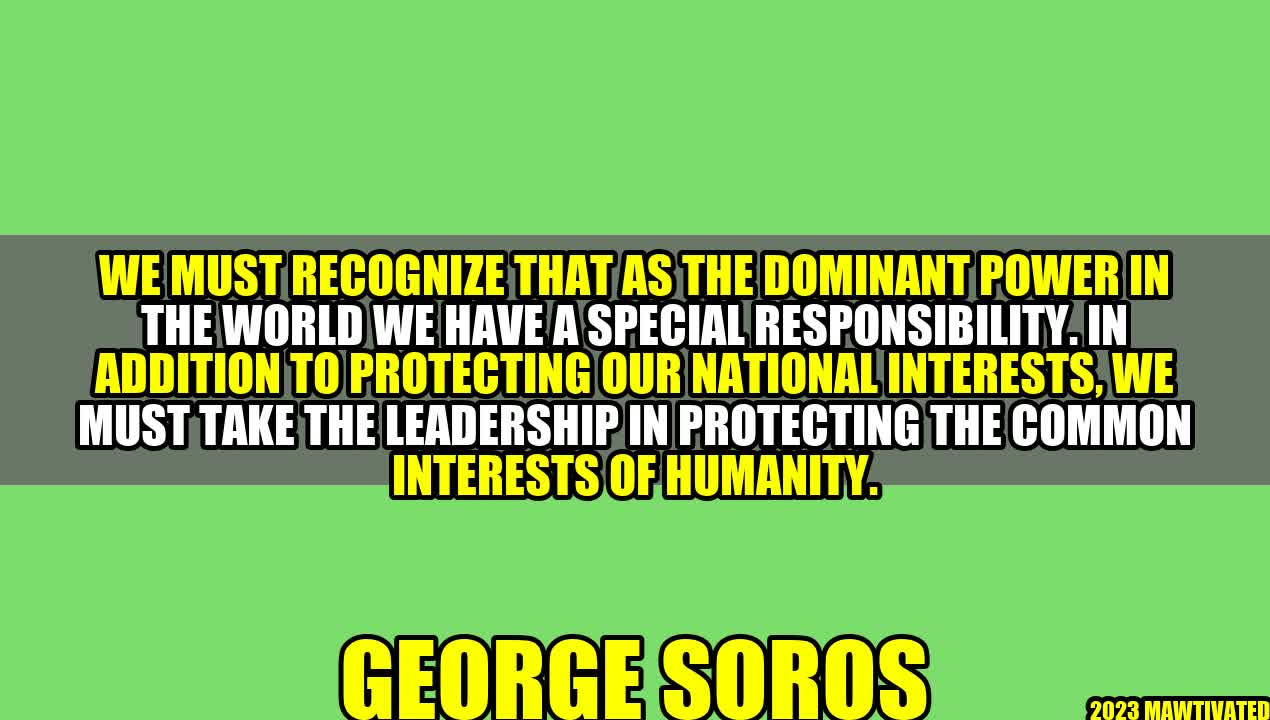 WE MUST RECOGNIZE THAT AS THE DOMINANT POWER IN
THE WORLD WE HAVE A SPECIAL RESPONSIBILITY. IN
ADDITION TO PROTECTING OUR NATIONAL INTERESTS, WE
MUST TAKE THE LEADERSHIP IN PROTECTING THE COMMON
INTERESTS OF HUMANITY.
GEORGE SOROS
2023 MAWTIVATED